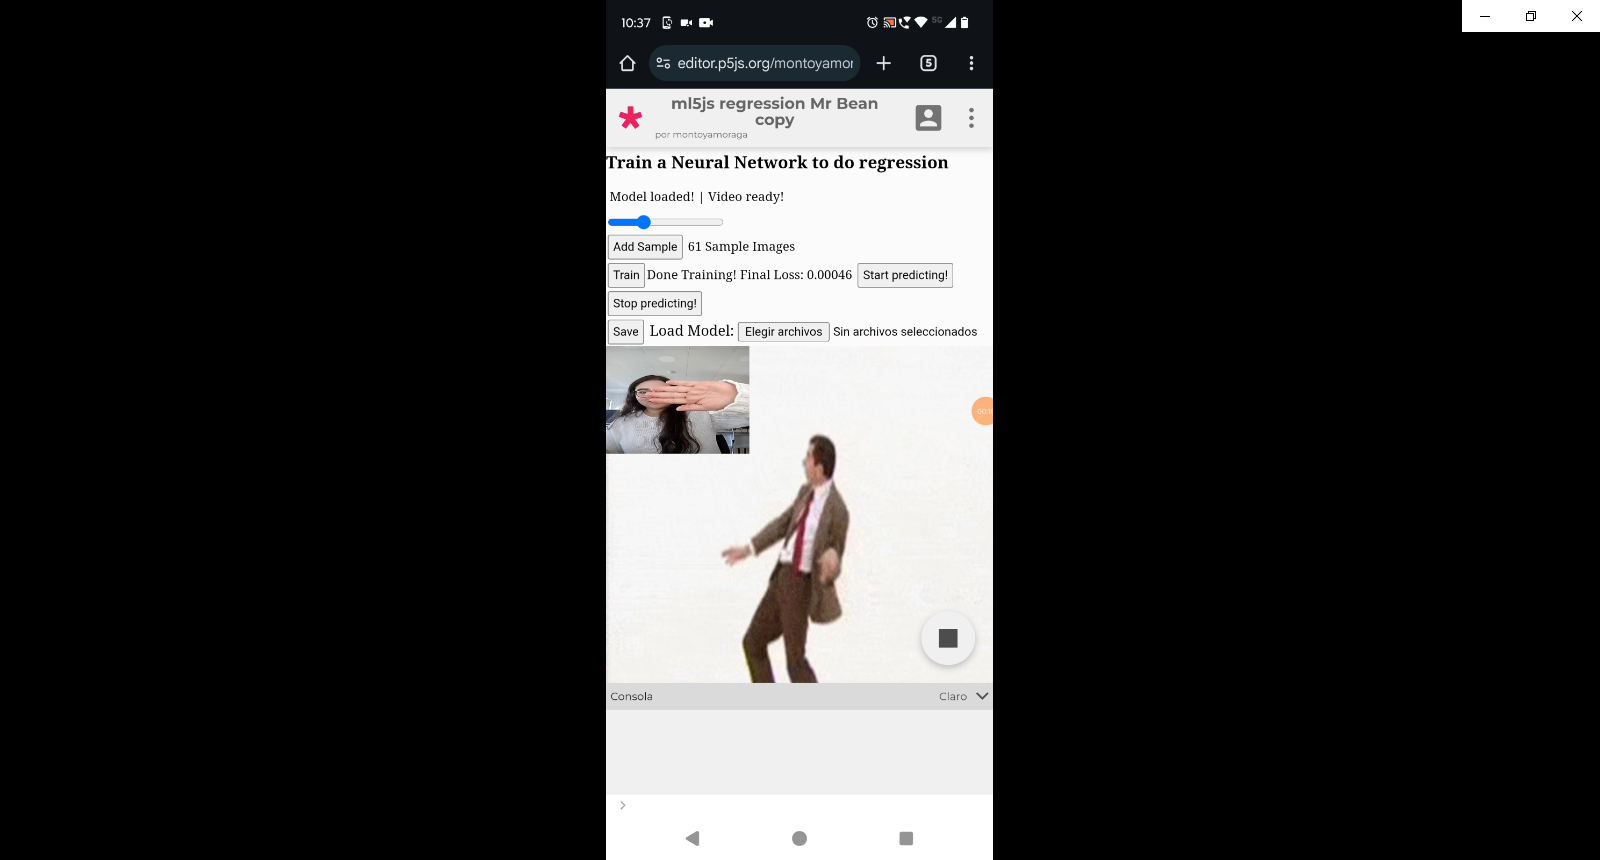 10:37
5G
editor.p5js.org/montoyamor
5
ml5js regression Mr Bean
copy
por montoyamoraga
Train a Neural Network to do regression
Model loaded! | Video ready!
Add Sample 61 Sample Images
Train Done Training! Final Loss: 0.00046 Start predicting!
Stop predicting!
Save Load Model: Elegir archivos Sin archivos seleccionados
Consola Claro